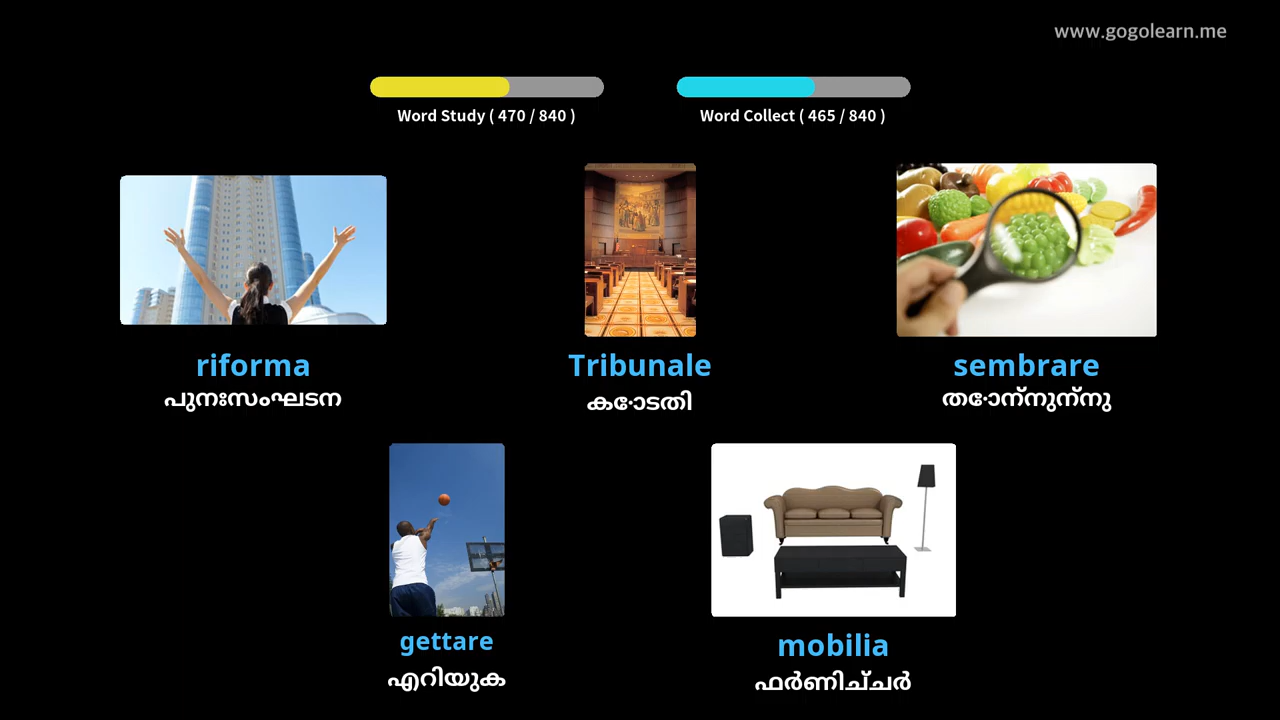 www.gogolearn.me
Word Study ( 470 / 840 )
Word Collect ( 465 / 840 )
riforma
പുനഃസംഘടന
Tribunale
കോടതി
sembrare
തോന്നുന്നു
gettare
എറിയുക
mobilia
ഫർണിച്ചർ